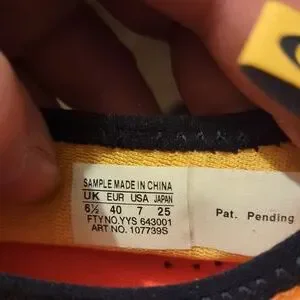 SAMPLE MADE IN CHINA
UK EUR USA JAPAN
6½ 40 7 25
FTY NO. YYS 643001
ART NO. 107739S
Pat. Pending